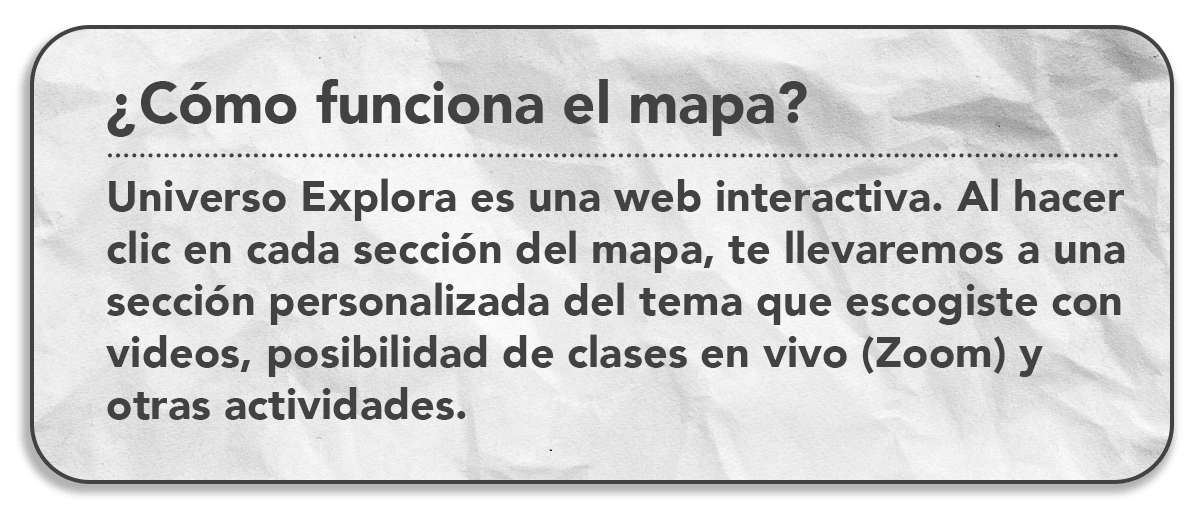 ¿Cómo funciona el mapa?
Universo Explora es una web interactiva. Al hacer
clic en cada sección del mapa, te llevaremos a una
sección personalizada del tema que escogiste con
videos, posibilidad de clases en vivo (Zoom) y
otras actividades.